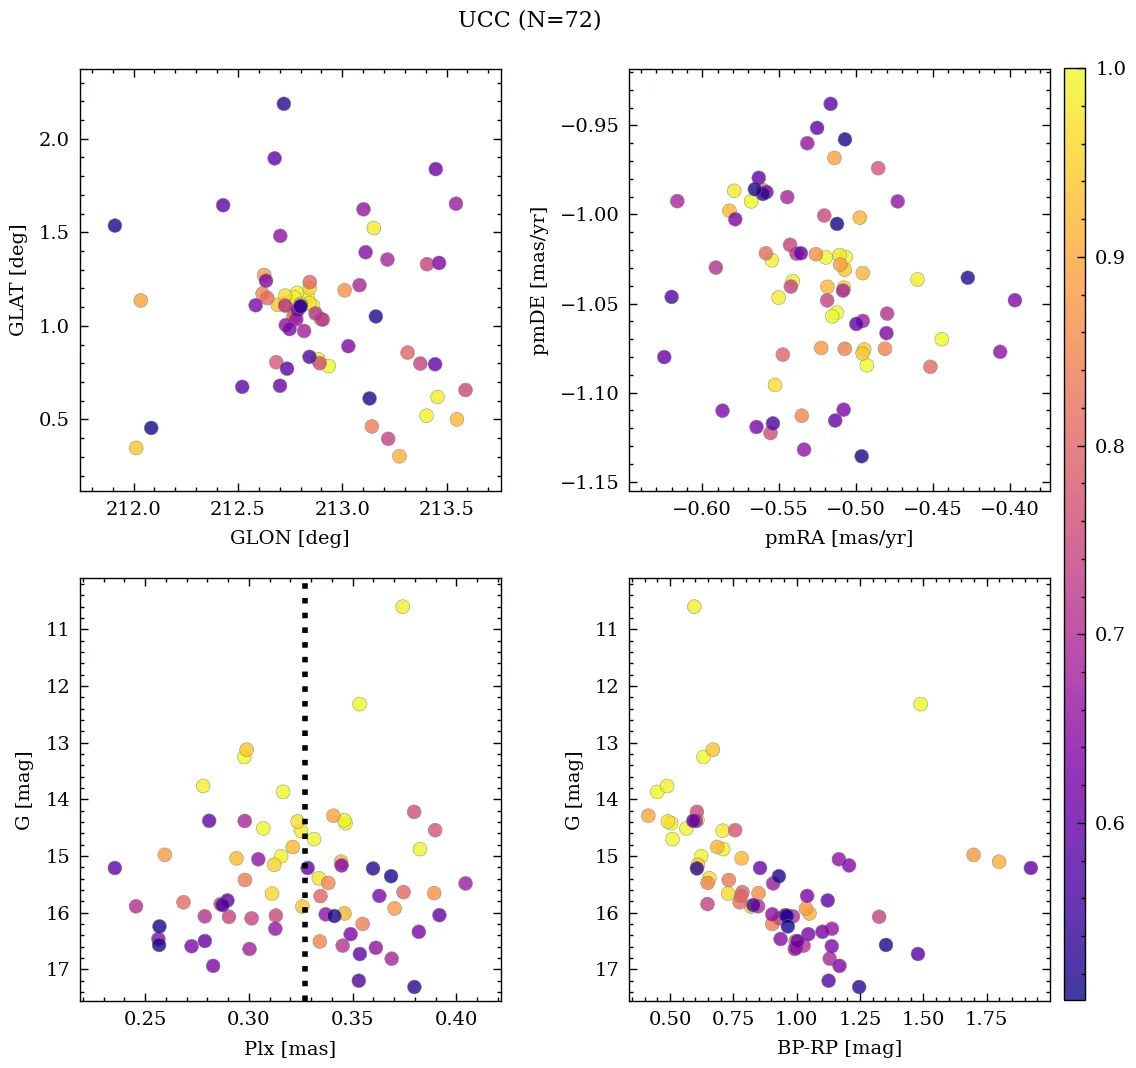 UCC (N=72)
2.0
1.5
1.0
0.5
GLAT [deg]
212.0 212.5 213.0 213.5
GLON [deg]
−0.95
−1.00
−1.05
−1.10
−1.15
pmDE [mas/yr]
−0.60 −0.55 −0.50 −0.45 −0.40
pmRA [mas/yr]
11
12
13
14
15
16
17
G [mag]
0.25 0.30 0.35 0.40
Plx [mas]
11
12
13
14
15
16
17
G [mag]
0.50 0.75 1.00 1.25 1.50 1.75
BP-RP [mag]
1.0
0.9
0.8
0.7
0.6